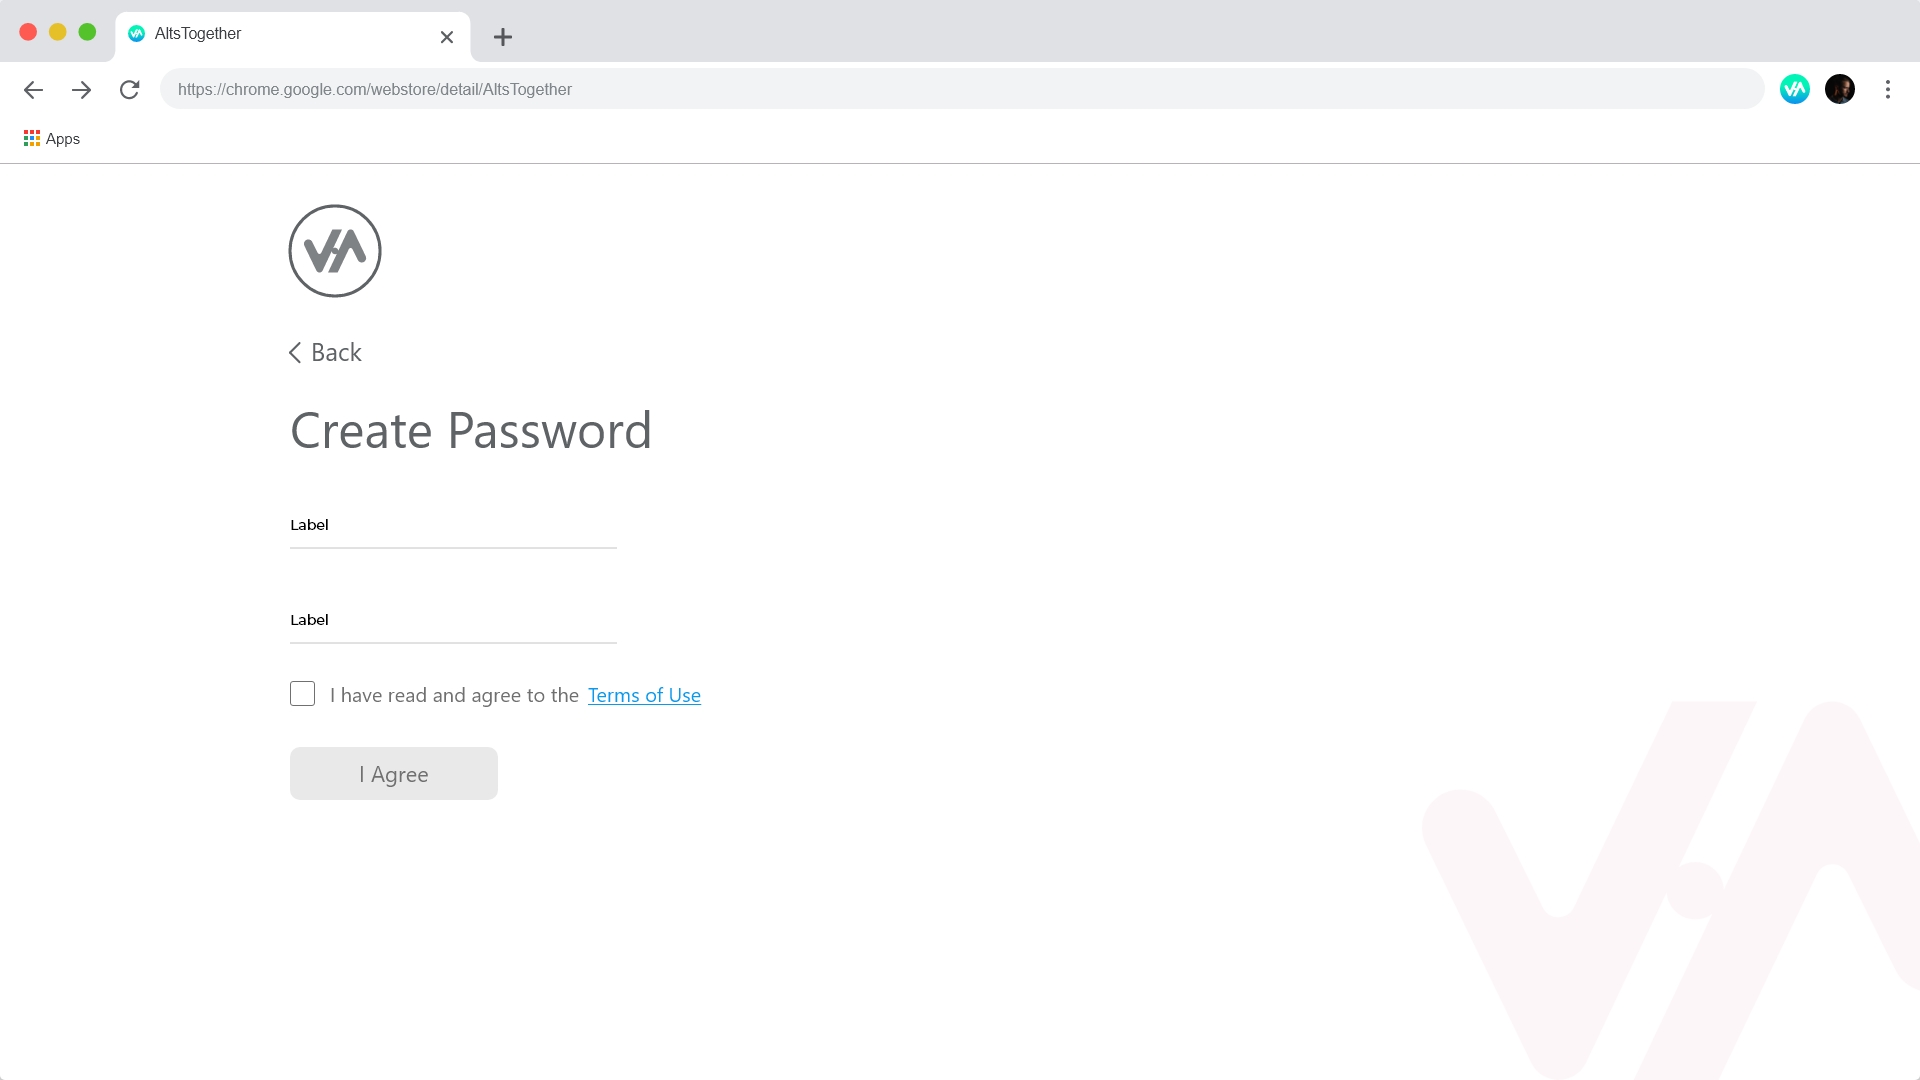 AltsTogether
https://chrome.google.com/webstore/detail/AltsTogether
Apps
Back
Create Password
Label
Label
I have read and agree to the Terms of Use
I Agree